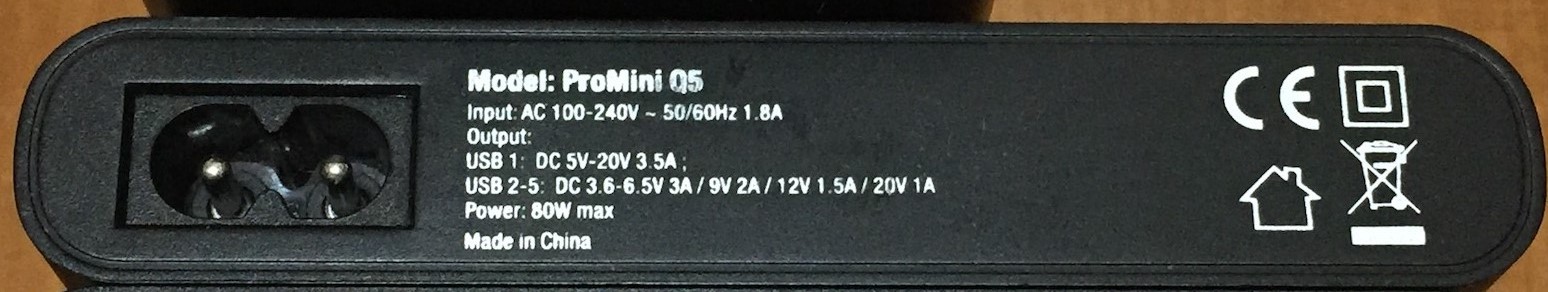 Model: ProMini Q5
Input: AC 100-240V ~ 50/60Hz 1.8A
Output:
USB 1: DC 5V-20V 3.5A ;
USB 2-5: DC 3.6-6.5V 3A / 9V 2A / 12V 1.5A / 20V 1A
Power: 80W max
Made in China
CE